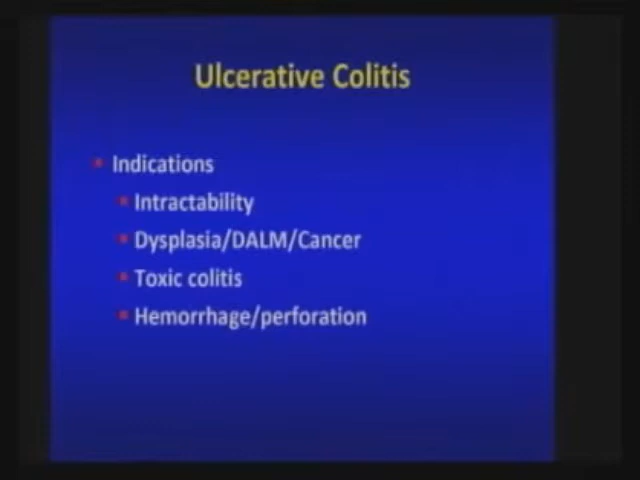 Ulcerative Colitis
Indications
Intractability
Dysplasia/DALM/Cancer
Toxic colitis
Hemorrhage/perforation